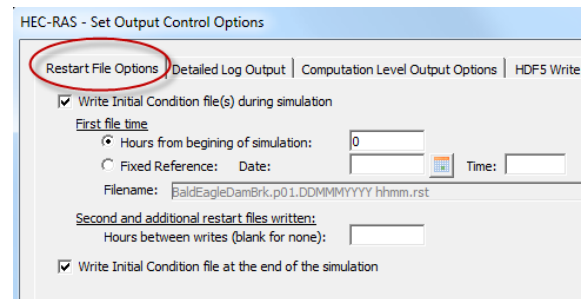 HEC-RAS - Set Output Control Options
Restart File Options Detailed Log Output Computation Level Output Options HDF5 Write
Write Initial Condition file(s) during simulation
First file time
Hours from begining of simulation: 0
Fixed Reference: Date: Time:
Filename: BaldEagleDamBrk.p01.DDMMMYYYY hhmm.rst
Second and additional restart files written:
Hours between writes (blank for none):
Write Initial Condition file at the end of the simulation